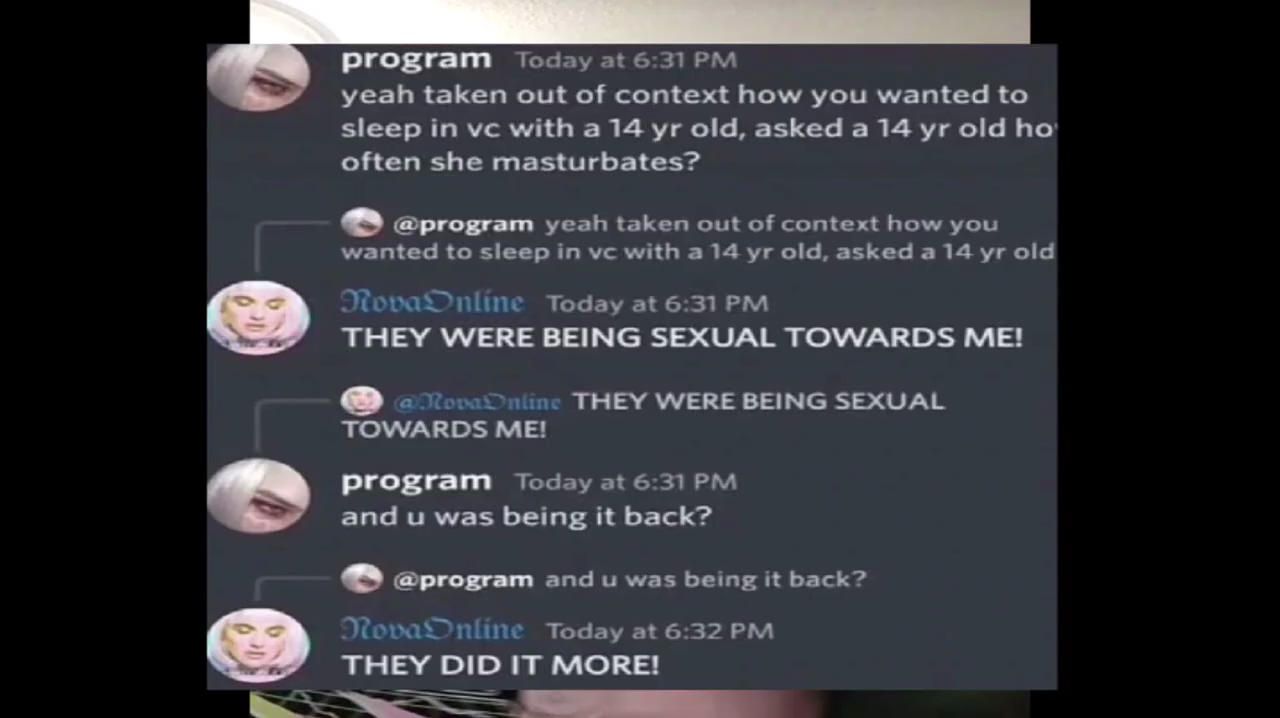 program Today at 6:31 PM
yeah taken out of context how you wanted to
sleep in vc with a 14 yr old, asked a 14 yr old
often she masturbates?
@program yeah taken out of context how you
wanted to sleep in vc with a 14 yr old, asked a 14 yr old
NovaOnline Today at 6:31 PM
THEY WERE BEING SEXUAL TOWARDS ME!
@NovaOnline THEY WERE BEING SEXUAL
TOWARDS ME!
program Today at 6:31 PM
and u was being it back?
@program and u was being it back?
NovaOnline Today at 6:32 PM
THEY DID IT MORE!